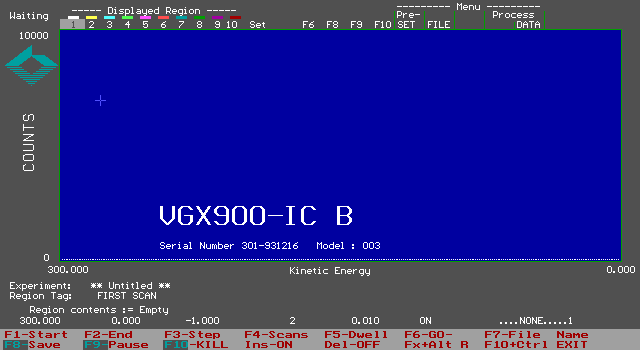 Waiting ----- Displayed Region ----- --------- Menu ---------
Pre- Process
10000 1 2 3 4 5 6 7 8 9 10 Set F6 F8 F9 F10 SET FILE DATA
COUNTS
VGX900-IC B
Serial Number 301-931216 Model : 003
0
300.000 Kinetic Energy 0.000
Experiment: ** Untitled **
Region Tag: FIRST SCAN
Region contents := Empty
300.000 0.000 -1.000 2 0.010 ON ....NONE....1
F1-Start F2-End F3-Step F4-Scans F5-Dwell F6-GO- F7-File Name
F8-Save F9-Pause F10-KILL Ins-ON Del-OFF Fx+Alt R F10+Ctrl EXIT